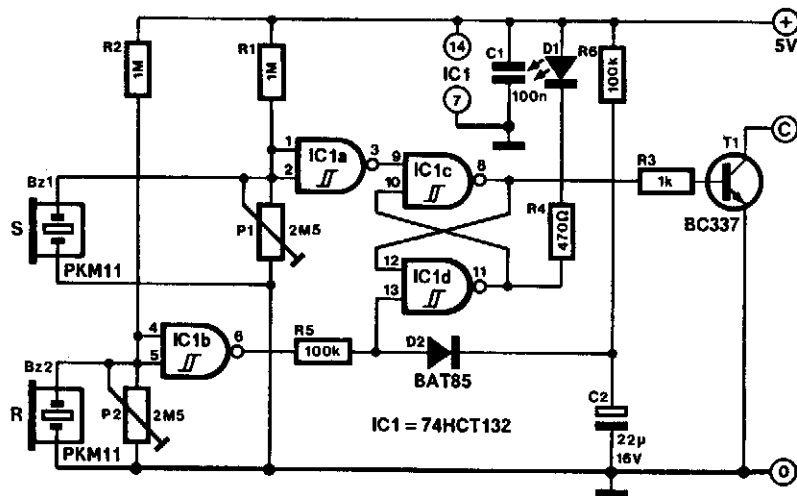 R2
1M
R1
1M
14
IC1
7
C1
100n
D1
R6
100k
+
5V
C
T1
BC337
R3
1k
1
2
IC1a
3
9
10
IC1c
8
Bz1
S
PKM11
P1
2M5
R4
470Ω
12
13
IC1d
11
4
5
IC1b
6
R5
100k
D2
BAT85
Bz2
R
PKM11
P2
2M5
IC1 = 74HCT132
C2
22µ
16V
0